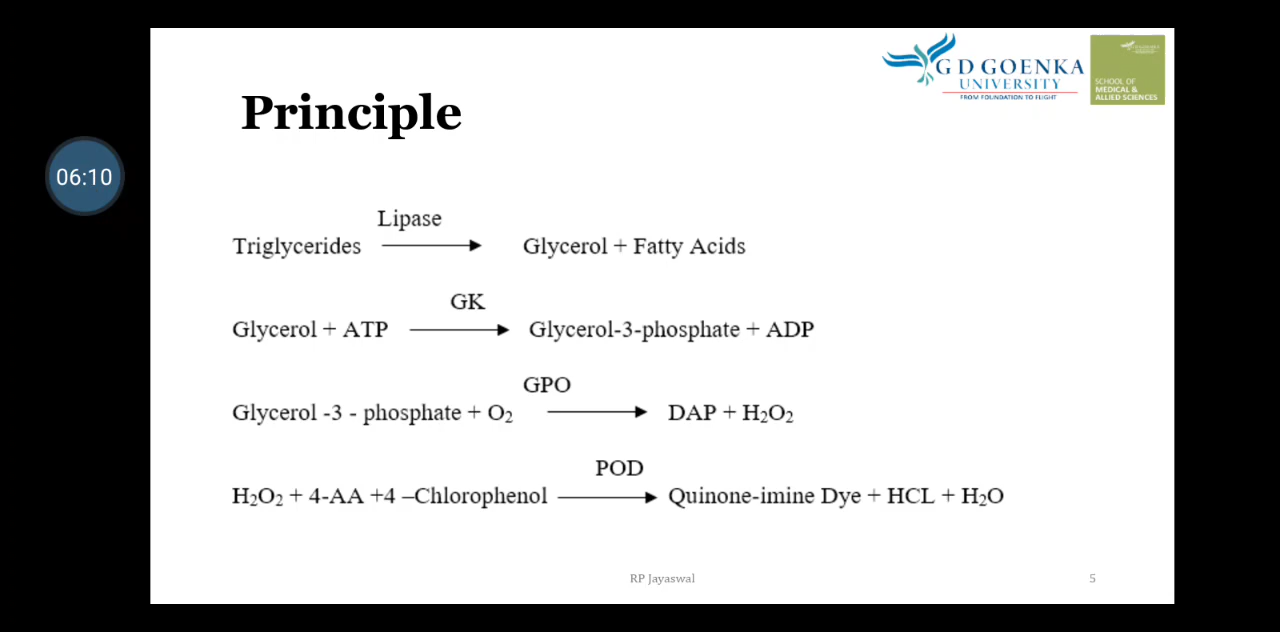 G D GOENKA
UNIVERSITY
FROM FOUNDATION TO FLIGHT
SCHOOL OF
MEDICAL &
ALLIED SCIENCES
Principle
06:10
Lipase
Triglycerides Glycerol + Fatty Acids
GK
Glycerol + ATP Glycerol-3-phosphate + ADP
GPO
Glycerol -3 - phosphate + O₂ DAP + H₂O₂
POD
H₂O₂ + 4-AA +4 –Chlorophenol Quinone-imine Dye + HCL + H₂O
RP Jayaswal
5